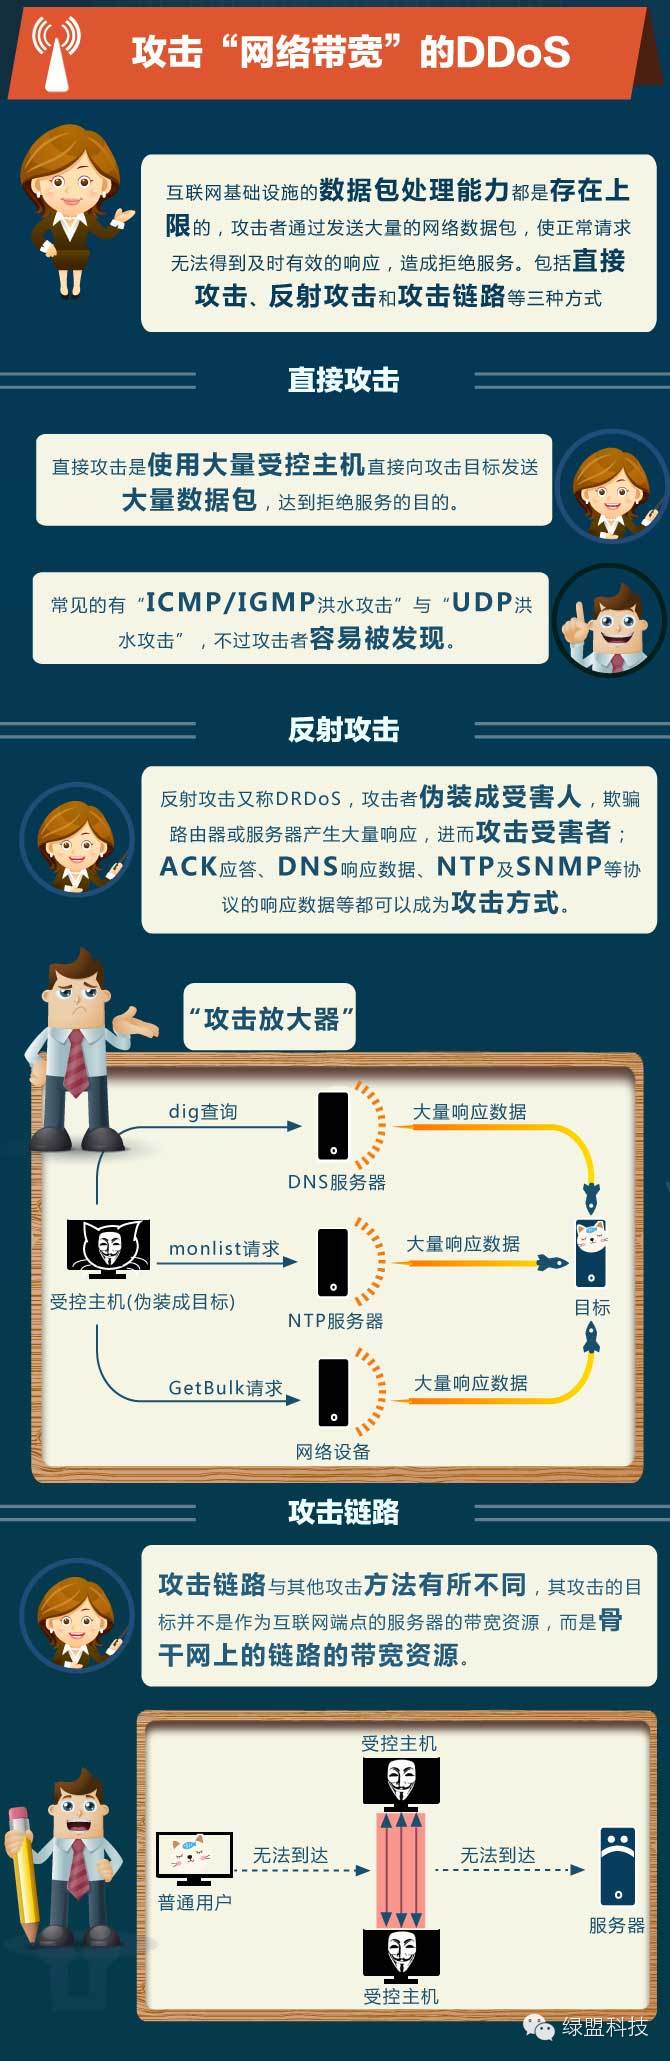 攻击“网络带宽”的DDoS
互联网基础设施的数据包处理能力都是存在上
限的，攻击者通过发送大量的网络数据包，使正常请求
无法得到及时有效的响应，造成拒绝服务。包括直接
攻击、反射攻击和攻击链路等三种方式
直接攻击
直接攻击是使用大量受控主机直接向攻击目标发送
大量数据包，达到拒绝服务的目的。
常见的有“ICMP/IGMP洪水攻击”与“UDP洪
水攻击”，不过攻击者容易被发现。
反射攻击
反射攻击又称DRDoS，攻击者伪装成受害人，欺骗
路由器或服务器产生大量响应，进而攻击受害者；
ACK应答、DNS响应数据、NTP及SNMP等协
议的响应数据等都可以成为攻击方式。
“攻击放大器”
dig查询
大量响应数据
DNS服务器
monlist请求
大量响应数据
受控主机(伪装成目标)
NTP服务器
目标
GetBulk请求
大量响应数据
网络设备
攻击链路
攻击链路与其他攻击方法有所不同，其攻击的目
标并不是作为互联网端点的服务器的带宽资源，而是骨
干网上的链路的带宽资源。
受控主机
无法到达
无法到达
普通用户
服务器
受控主机
绿盟科技